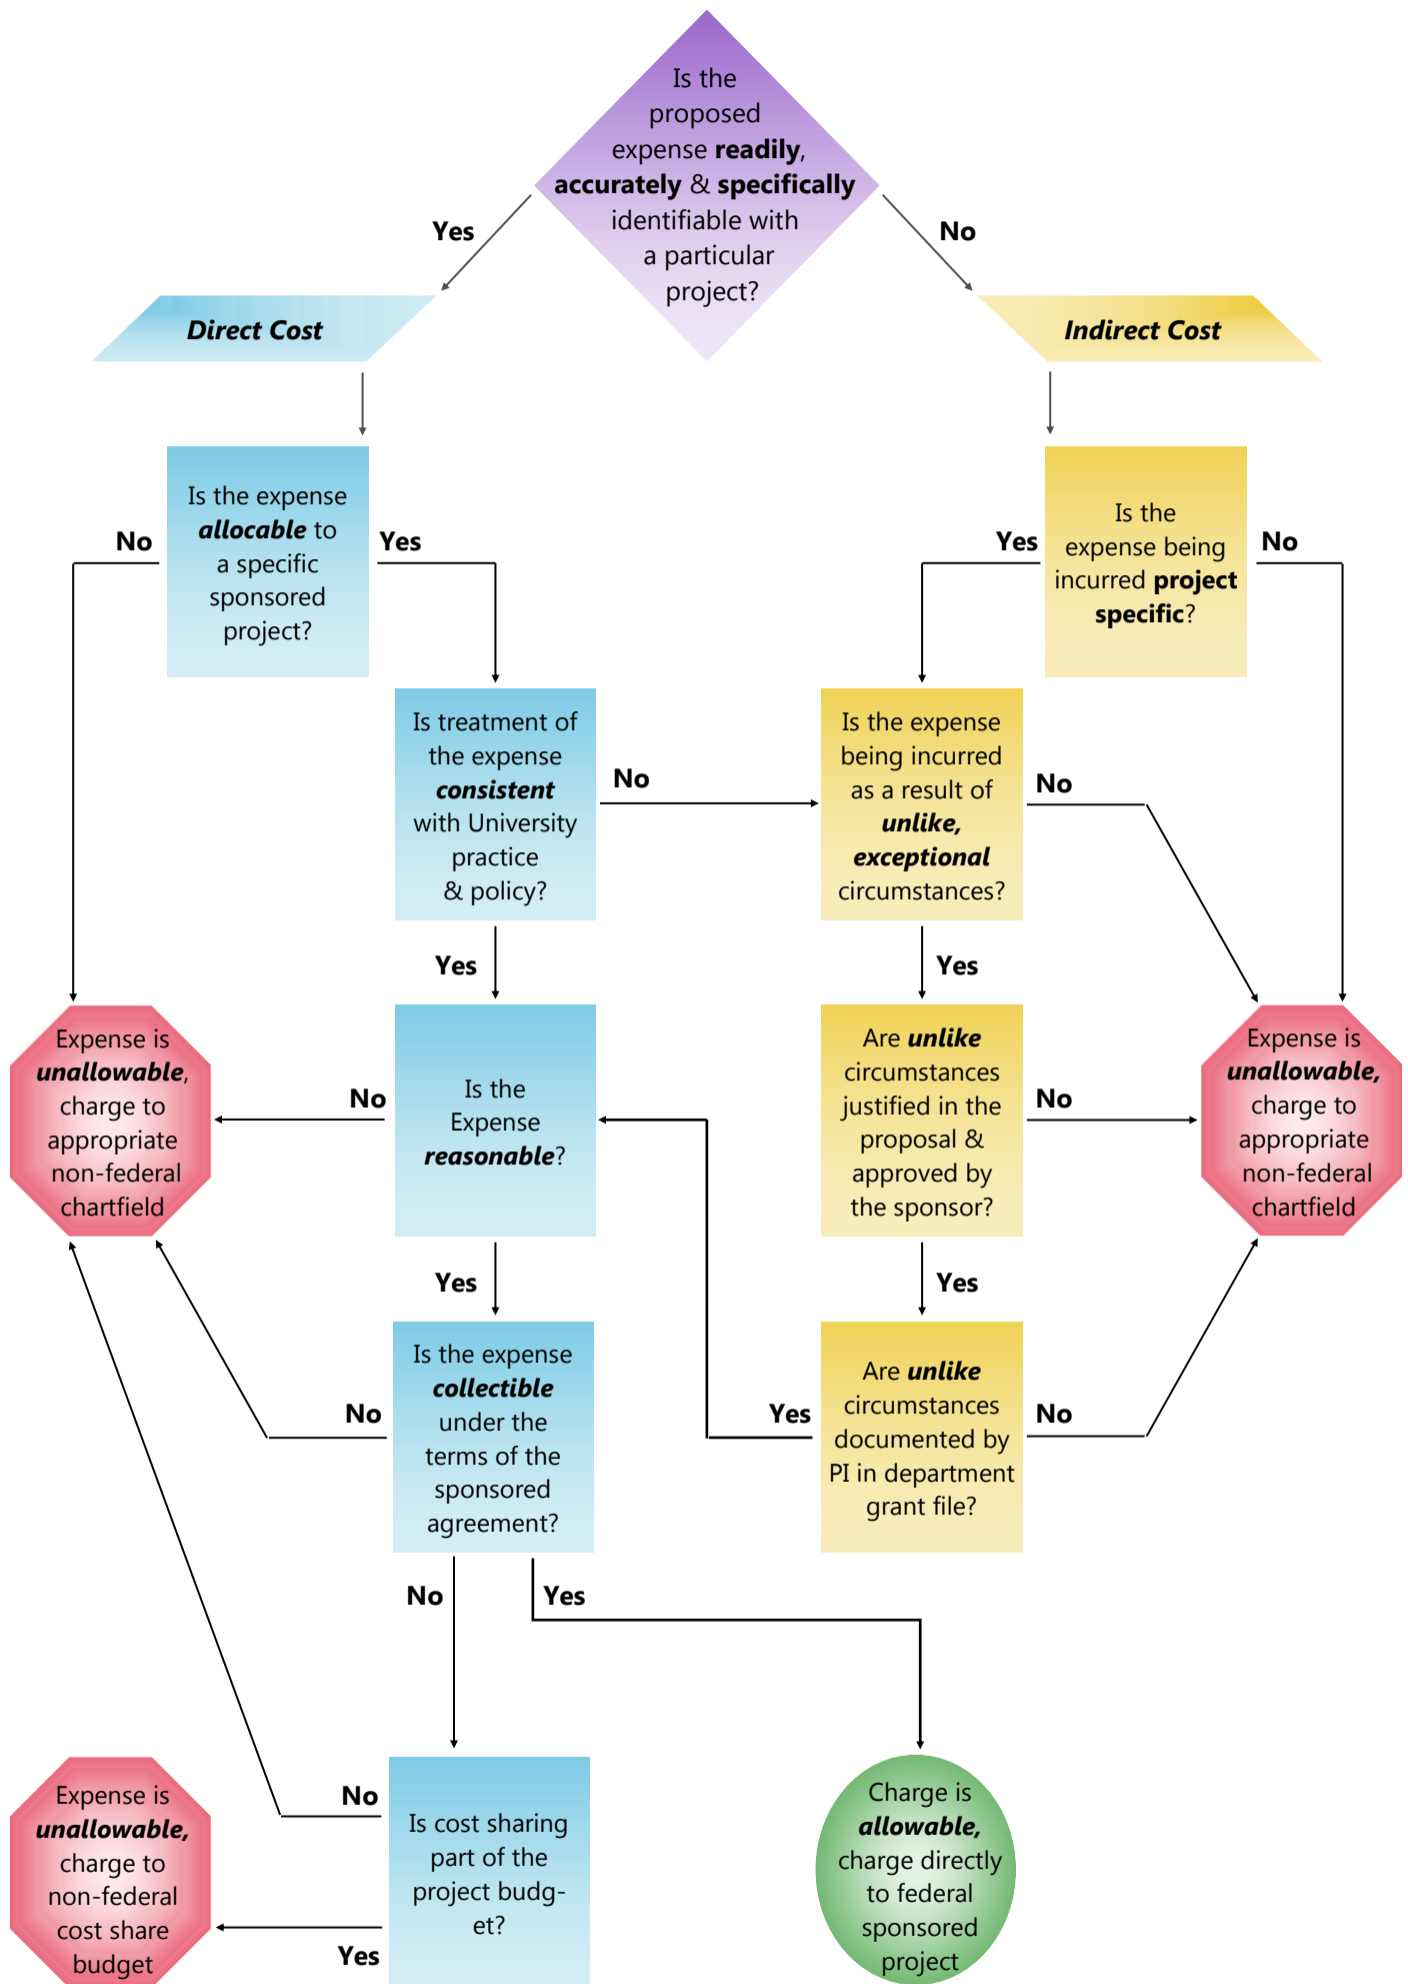 Is the
proposed
expense readily,
accurately & specifically
identifiable with
a particular
project?
Yes
No
Direct Cost
Indirect Cost
Is the expense
allocable to
a specific
sponsored
project?
No
Yes
Is the
expense being
incurred project
specific?
Yes
No
Is treatment of
the expense
consistent
with University
practice
& policy?
No
Yes
Is the expense
being incurred
as a result of
unlike,
exceptional
circumstances?
No
Yes
Expense is
unallowable,
charge to
appropriate
non-federal
chartfield
No
Is the
Expense
reasonable?
Yes
Are unlike
circumstances
justified in the
proposal &
approved by
the sponsor?
No
Yes
Expense is
unallowable,
charge to
appropriate
non-federal
chartfield
No
Is the expense
collectible
under the
terms of the
sponsored
agreement?
No
Yes
Yes
Are unlike
circumstances
documented by
PI in department
grant file?
No
Expense is
unallowable,
charge to
non-federal
cost share
budget
No
Yes
Is cost sharing
part of the
project budg-
et?
Charge is
allowable,
charge directly
to federal
sponsored
project